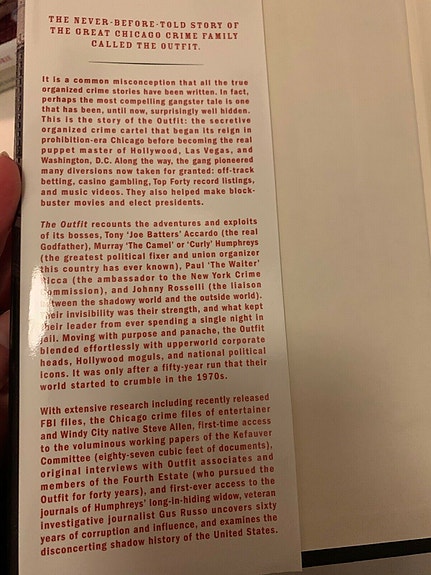 THE NEVER-BEFORE-TOLD STORY OF
THE GREAT CHICAGO CRIME FAMILY
CALLED THE OUTFIT.
It is a common misconception that all the true
organized crime stories have been written. In fact,
perhaps the most compelling gangster tale is one
that has been, until now, surprisingly well hidden.
This is the story of the Outfit: the secretive
organized crime cartel that began its reign in
prohibition-era Chicago before becoming the real
puppet master of Hollywood, Las Vegas, and
Washington, D.C. Along the way, the gang pioneered
many diversions now taken for granted: off-track
betting, casino gambling, Top Forty record listings,
and music videos. They also helped make block-
buster movies and elect presidents.
The Outfit recounts the adventures and exploits
of its bosses, Tony 'Joe Batters' Accardo (the real
Godfather), Murray 'The Camel' or 'Curly' Humphreys
(the greatest political fixer and union organizer
this country has ever known), Paul 'The Waiter'
Ricca (the ambassador to the New York Crime
Commission), and Johnny Rosselli (the liaison
between the shadowy world and the outside world).
Their invisibility was their strength, and what kept
their leader from ever spending a single night in
jail. Moving with purpose and panache, the Outfit
blended effortlessly with upperworld corporate
heads, Hollywood moguls, and national political
icons. It was only after a fifty-year run that their
world started to crumble in the 1970s.
With extensive research including recently released
FBI files, the Chicago crime files of entertainer
and Windy City native Steve Allen, first-time access
to the voluminous working papers of the Kefauver
Committee (eighty-seven cubic feet of documents),
original interviews with Outfit associates and
members of the Fourth Estate (who pursued the
Outfit for forty years), and first-ever access to the
journals of Humphreys' long-in-hiding widow, veteran
investigative journalist Gus Russo uncovers sixty
years of corruption and influence, and examines the
disconcerting shadow history of the United States.